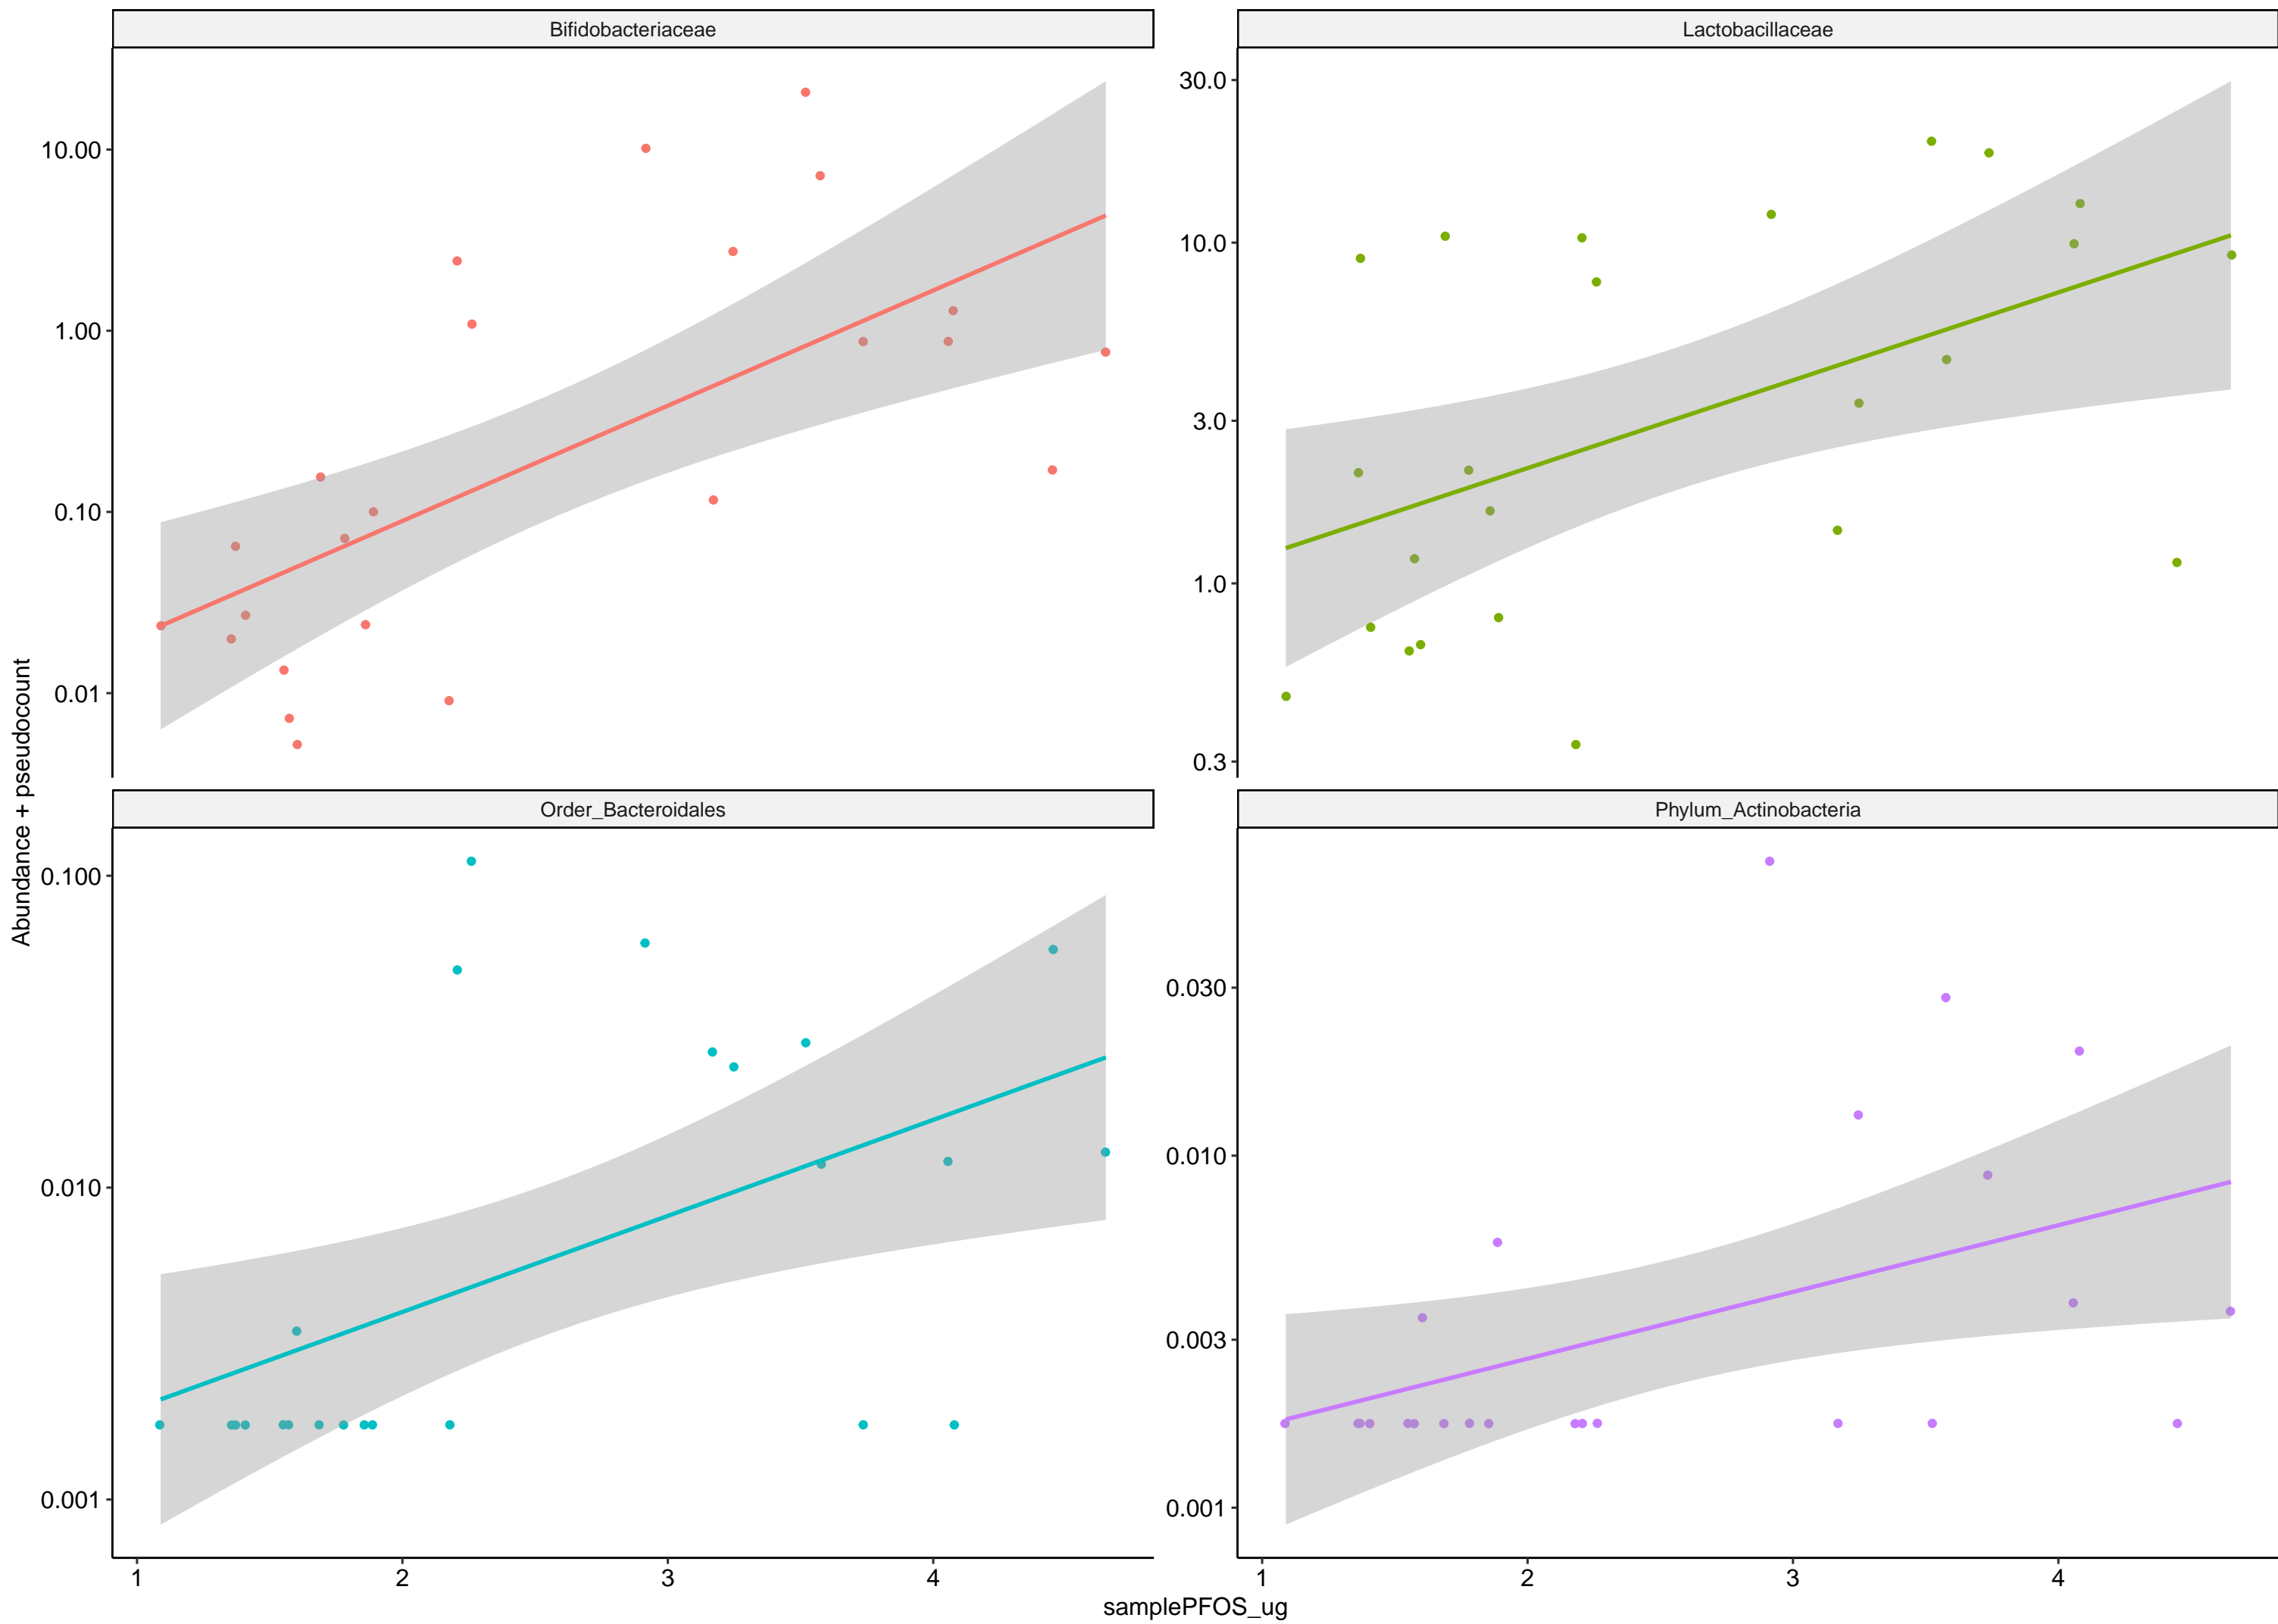 Bifidobacteriaceae
Lactobacillaceae
10.00
1.00
0.10
0.01
30.0
10.0
3.0
1.0
0.3
Abundance + pseudocount
Order_Bacteroidales
Phylum_Actinobacteria
0.100
0.010
0.001
0.030
0.010
0.003
0.001
1 2 3 4
1 2 3 4
samplePFOS_ug